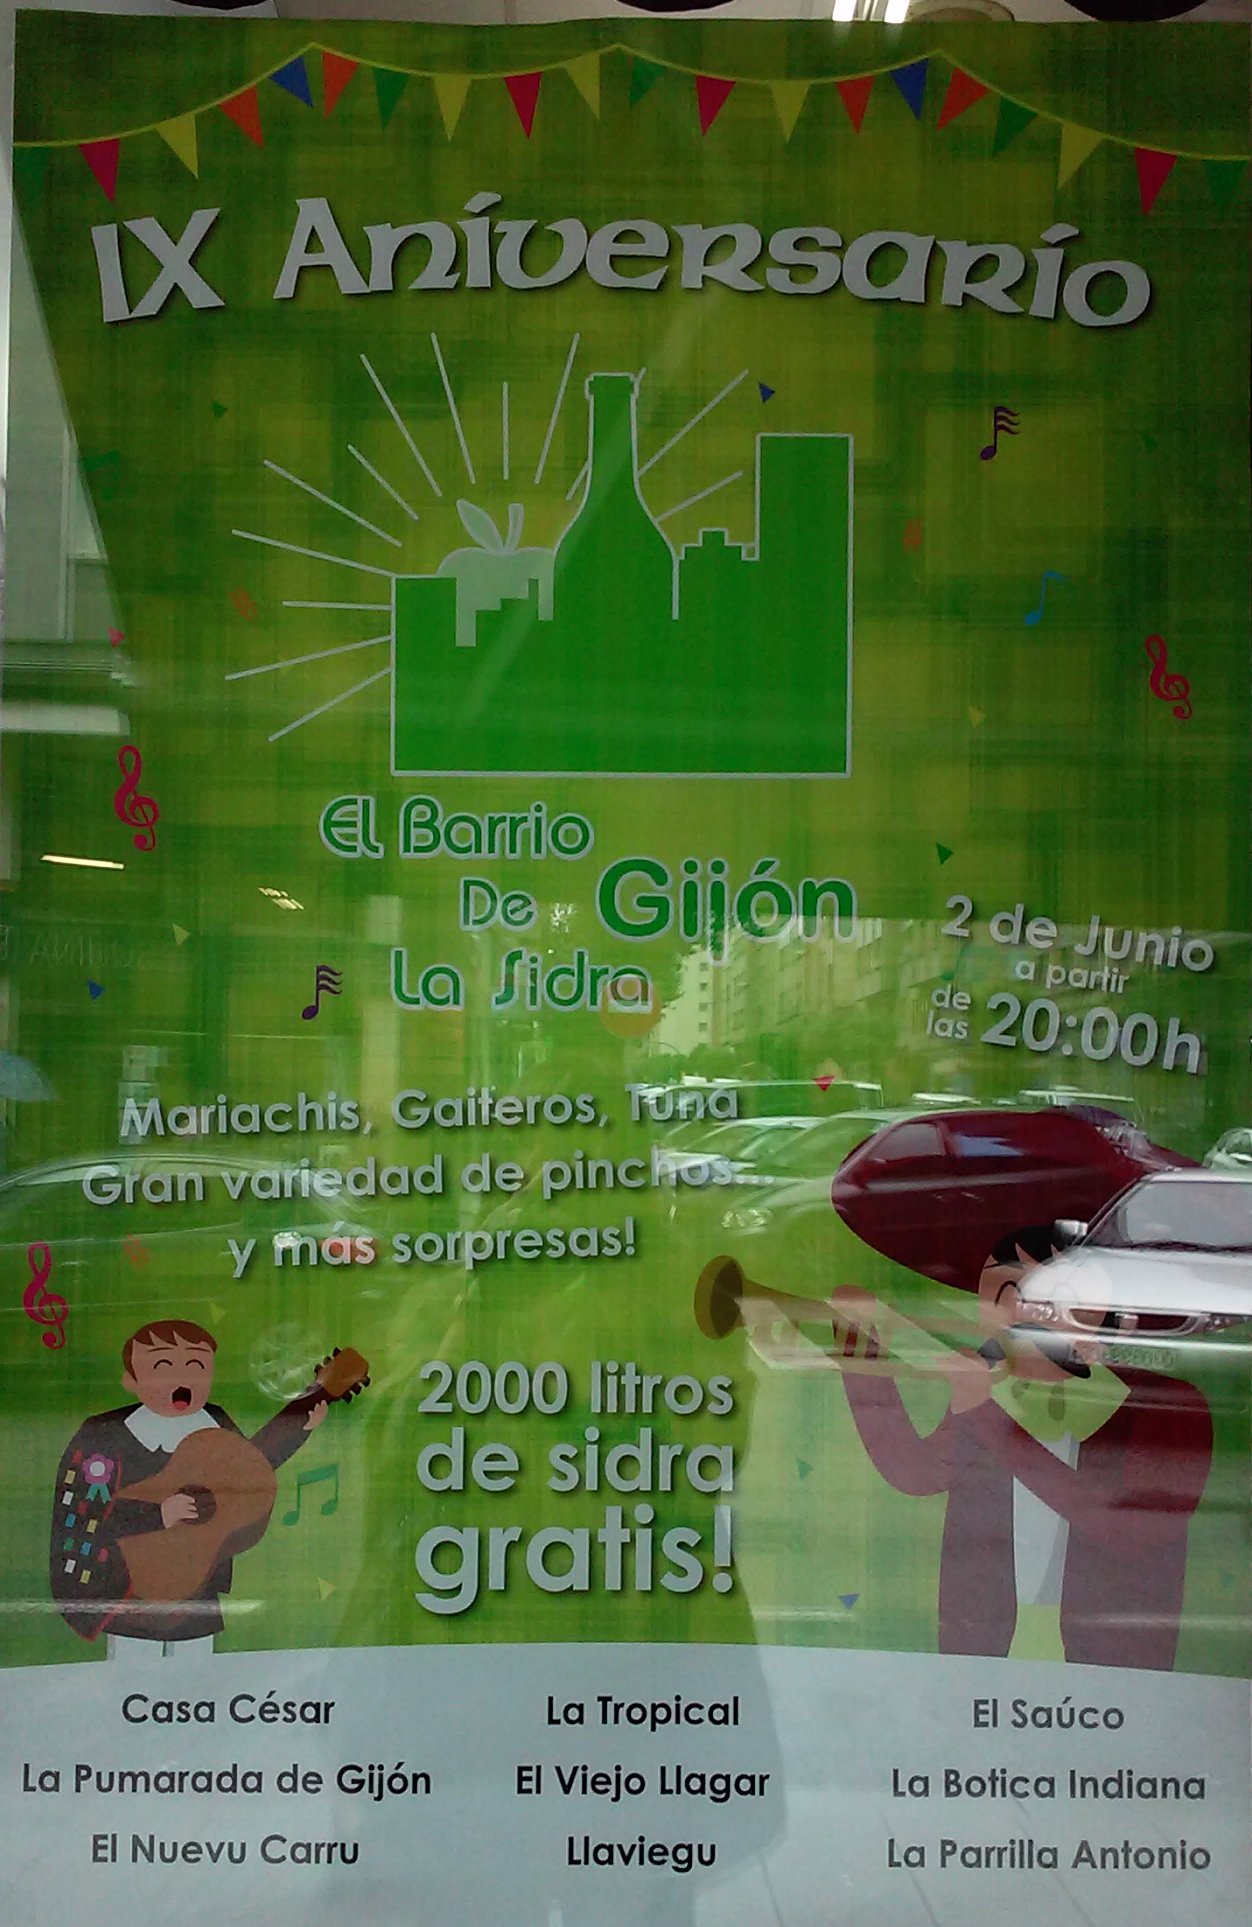 IX Aniversario
El Barrio
De Gijón
La Sidra
2 de Junio
a partir
de las 20:00h
Mariachis, Gaiteros, Tuna
Gran variedad de pinchos...
y más sorpresas!
2000 litros
de sidra
gratis!
Casa César
La Tropical
El Saúco
La Pumarada de Gijón
El Viejo Llagar
La Botica Indiana
El Nuevu Carru
Llaviegu
La Parrilla Antonio